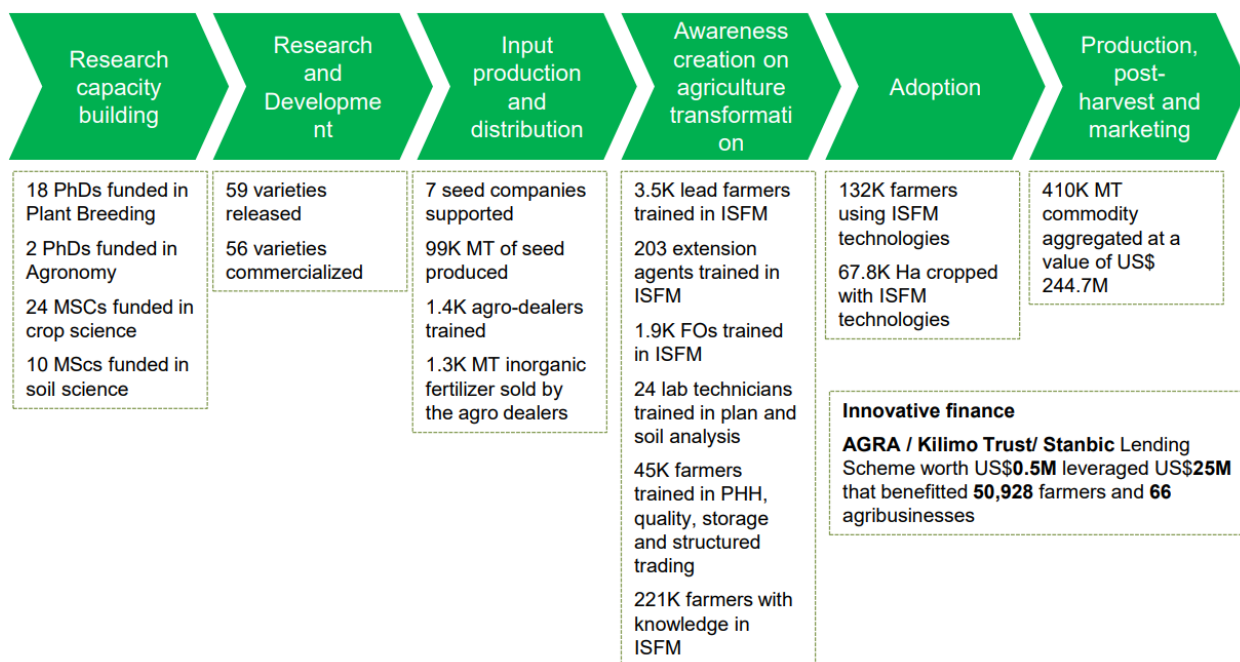 Research
capacity
building
Research
and
Developme
nt
Input
production
and
distribution
Awareness
creation on
agriculture
transformati
on
Adoption
Production,
post-
harvest and
marketing
18 PhDs funded in
Plant Breeding
2 PhDs funded in
Agronomy
24 MSCs funded in
crop science
10 MScs funded in
soil science
59 varieties
released
56 varieties
commercialized
7 seed companies
supported
99K MT of seed
produced
1.4K agro-dealers
trained
1.3K MT inorganic
fertilizer sold by
the agro dealers
3.5K lead farmers
trained in ISFM
203 extension
agents trained in
ISFM
1.9K FOs trained
in ISFM
24 lab technicians
trained in plan and
soil analysis
45K farmers
trained in PHH,
quality, storage
and structured
trading
221K farmers with
knowledge in
ISFM
132K farmers
using ISFM
technologies
67.8K Ha cropped
with ISFM
technologies
410K MT
commodity
aggregated at a
value of US$
244.7M
Innovative finance
AGRA / Kilimo Trust/ Stanbic Lending
Scheme worth US$0.5M leveraged US$25M
that benefitted 50,928 farmers and 66
agribusinesses